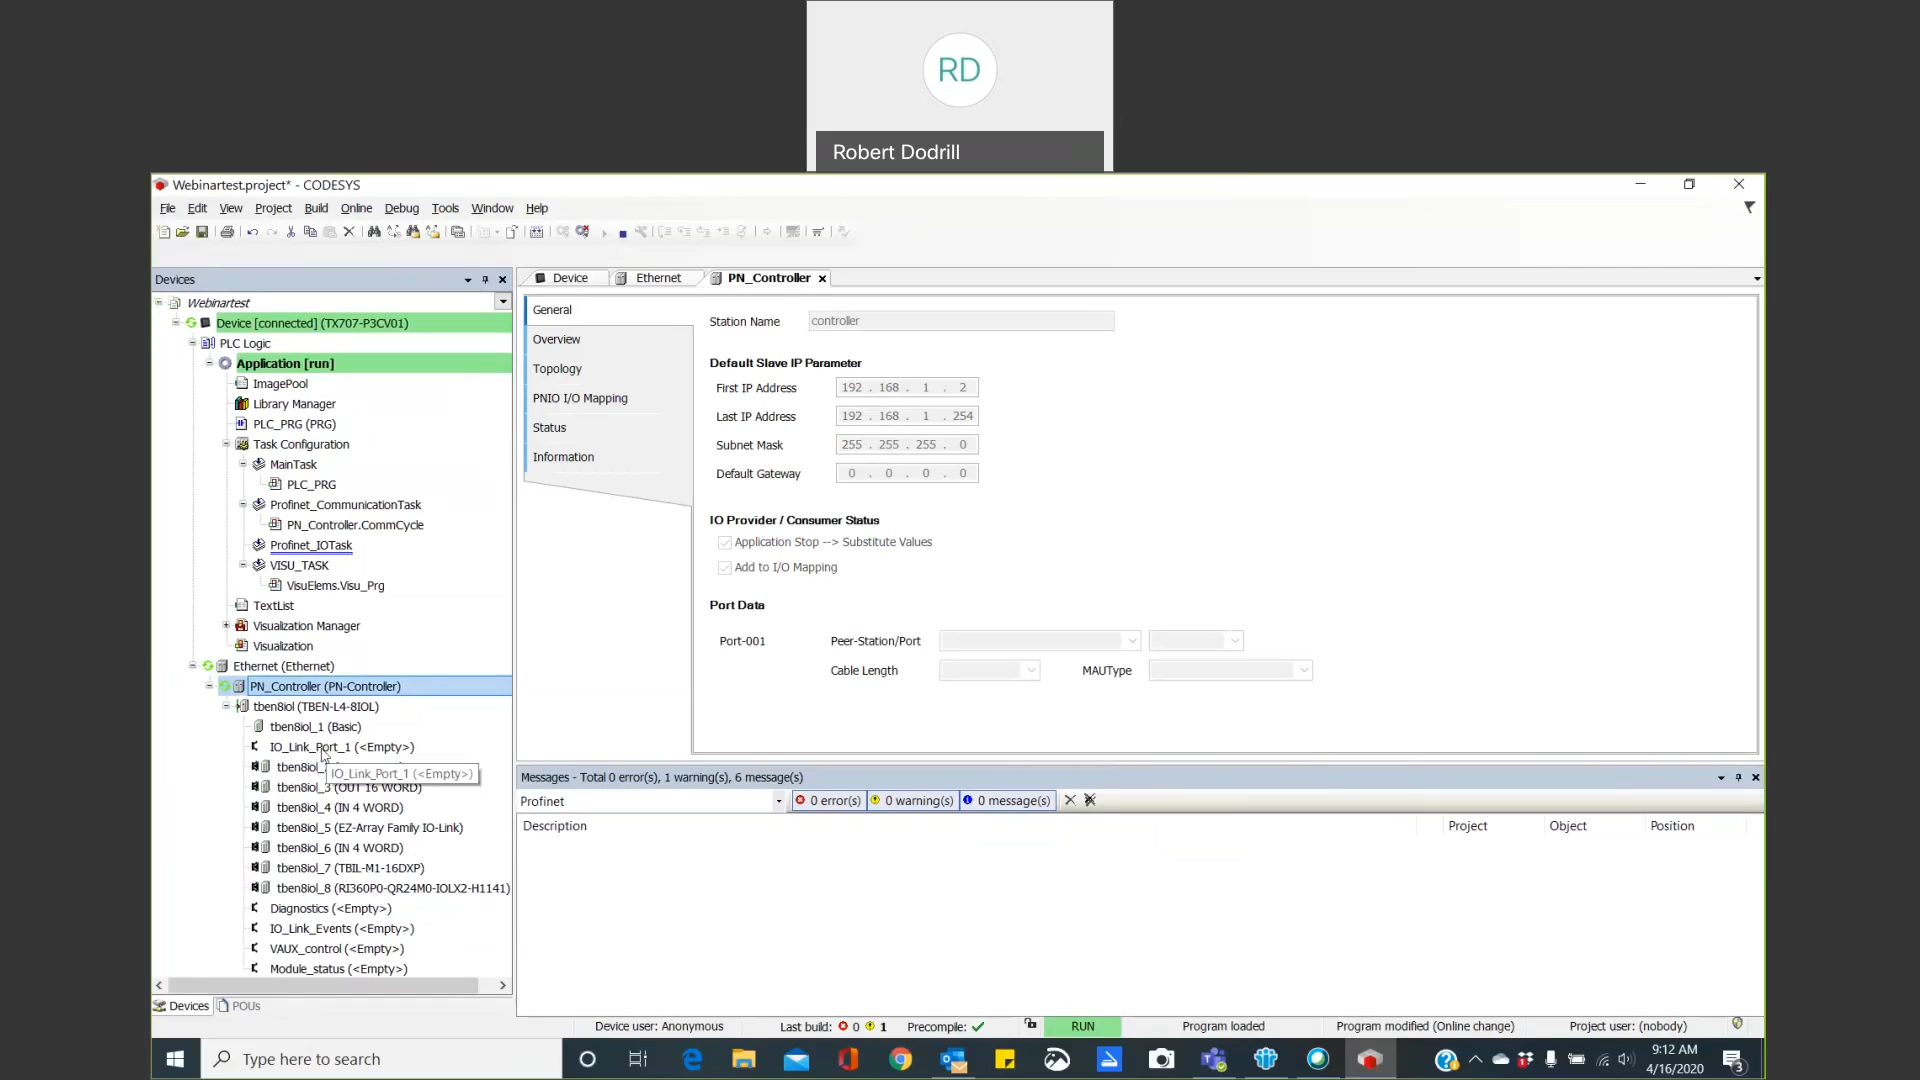 RD
Robert Dodrill
Webinartest.project* - CODESYS
File Edit View Project Build Online Debug Tools Window Help
Devices
Webinartest
Device [connected] (TX707-P3CV01)
PLC Logic
Application [run]
ImagePool
Library Manager
PLC_PRG (PRG)
Task Configuration
MainTask
PLC_PRG
Profinet_CommunicationTask
PN_Controller.CommCycle
Profinet_IOTask
VISU_TASK
VisuElems.Visu_Prg
TextList
Visualization Manager
Visualization
Ethernet (Ethernet)
PN_Controller (PN-Controller)
tben8iol (TBEN-L4-8IOL)
tben8iol_1 (Basic)
IO_Link_Port_1 (<Empty>)
tben8iol_
IO_Link_Port_1 (<Empty>)
tben8iol_3 (OUT 16 WORD)
tben8iol_4 (IN 4 WORD)
tben8iol_5 (EZ-Array Family IO-Link)
tben8iol_6 (IN 4 WORD)
tben8iol_7 (TBIL-M1-16DXP)
tben8iol_8 (RI360P0-QR24M0-IOLX2-H1141)
Diagnostics (<Empty>)
IO_Link_Events (<Empty>)
VAUX_control (<Empty>)
Module_status (<Empty>)
Devices POUs
Device Ethernet PN_Controller
General
Overview
Topology
PNIO I/O Mapping
Status
Information
Station Name controller
Default Slave IP Parameter
First IP Address 192 . 168 . 1 . 2
Last IP Address 192 . 168 . 1 . 254
Subnet Mask 255 . 255 . 255 . 0
Default Gateway 0 . 0 . 0 . 0
IO Provider / Consumer Status
Application Stop --> Substitute Values
Add to I/O Mapping
Port Data
Port-001 Peer-Station/Port
Cable Length MAUType
Messages - Total 0 error(s), 1 warning(s), 6 message(s)
Profinet 0 error(s) 0 warning(s) 0 message(s)
Description Project Object Position
Device user: Anonymous Last build: 0 1 Precompile: RUN Program loaded Program modified (Online change) Project user: (nobody)
Type here to search
9:12 AM
4/16/2020
3